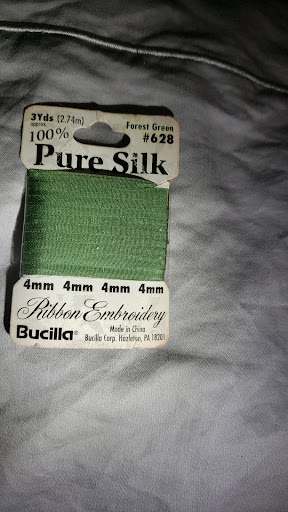 3Yds (2.74m)
approx.
Forest Green
100%
#628
Pure Silk
4mm 4mm 4mm 4mm
Ribbon Embroidery
Bucilla®
Made in China
Bucilla Corp. Hazleton, PA 18201